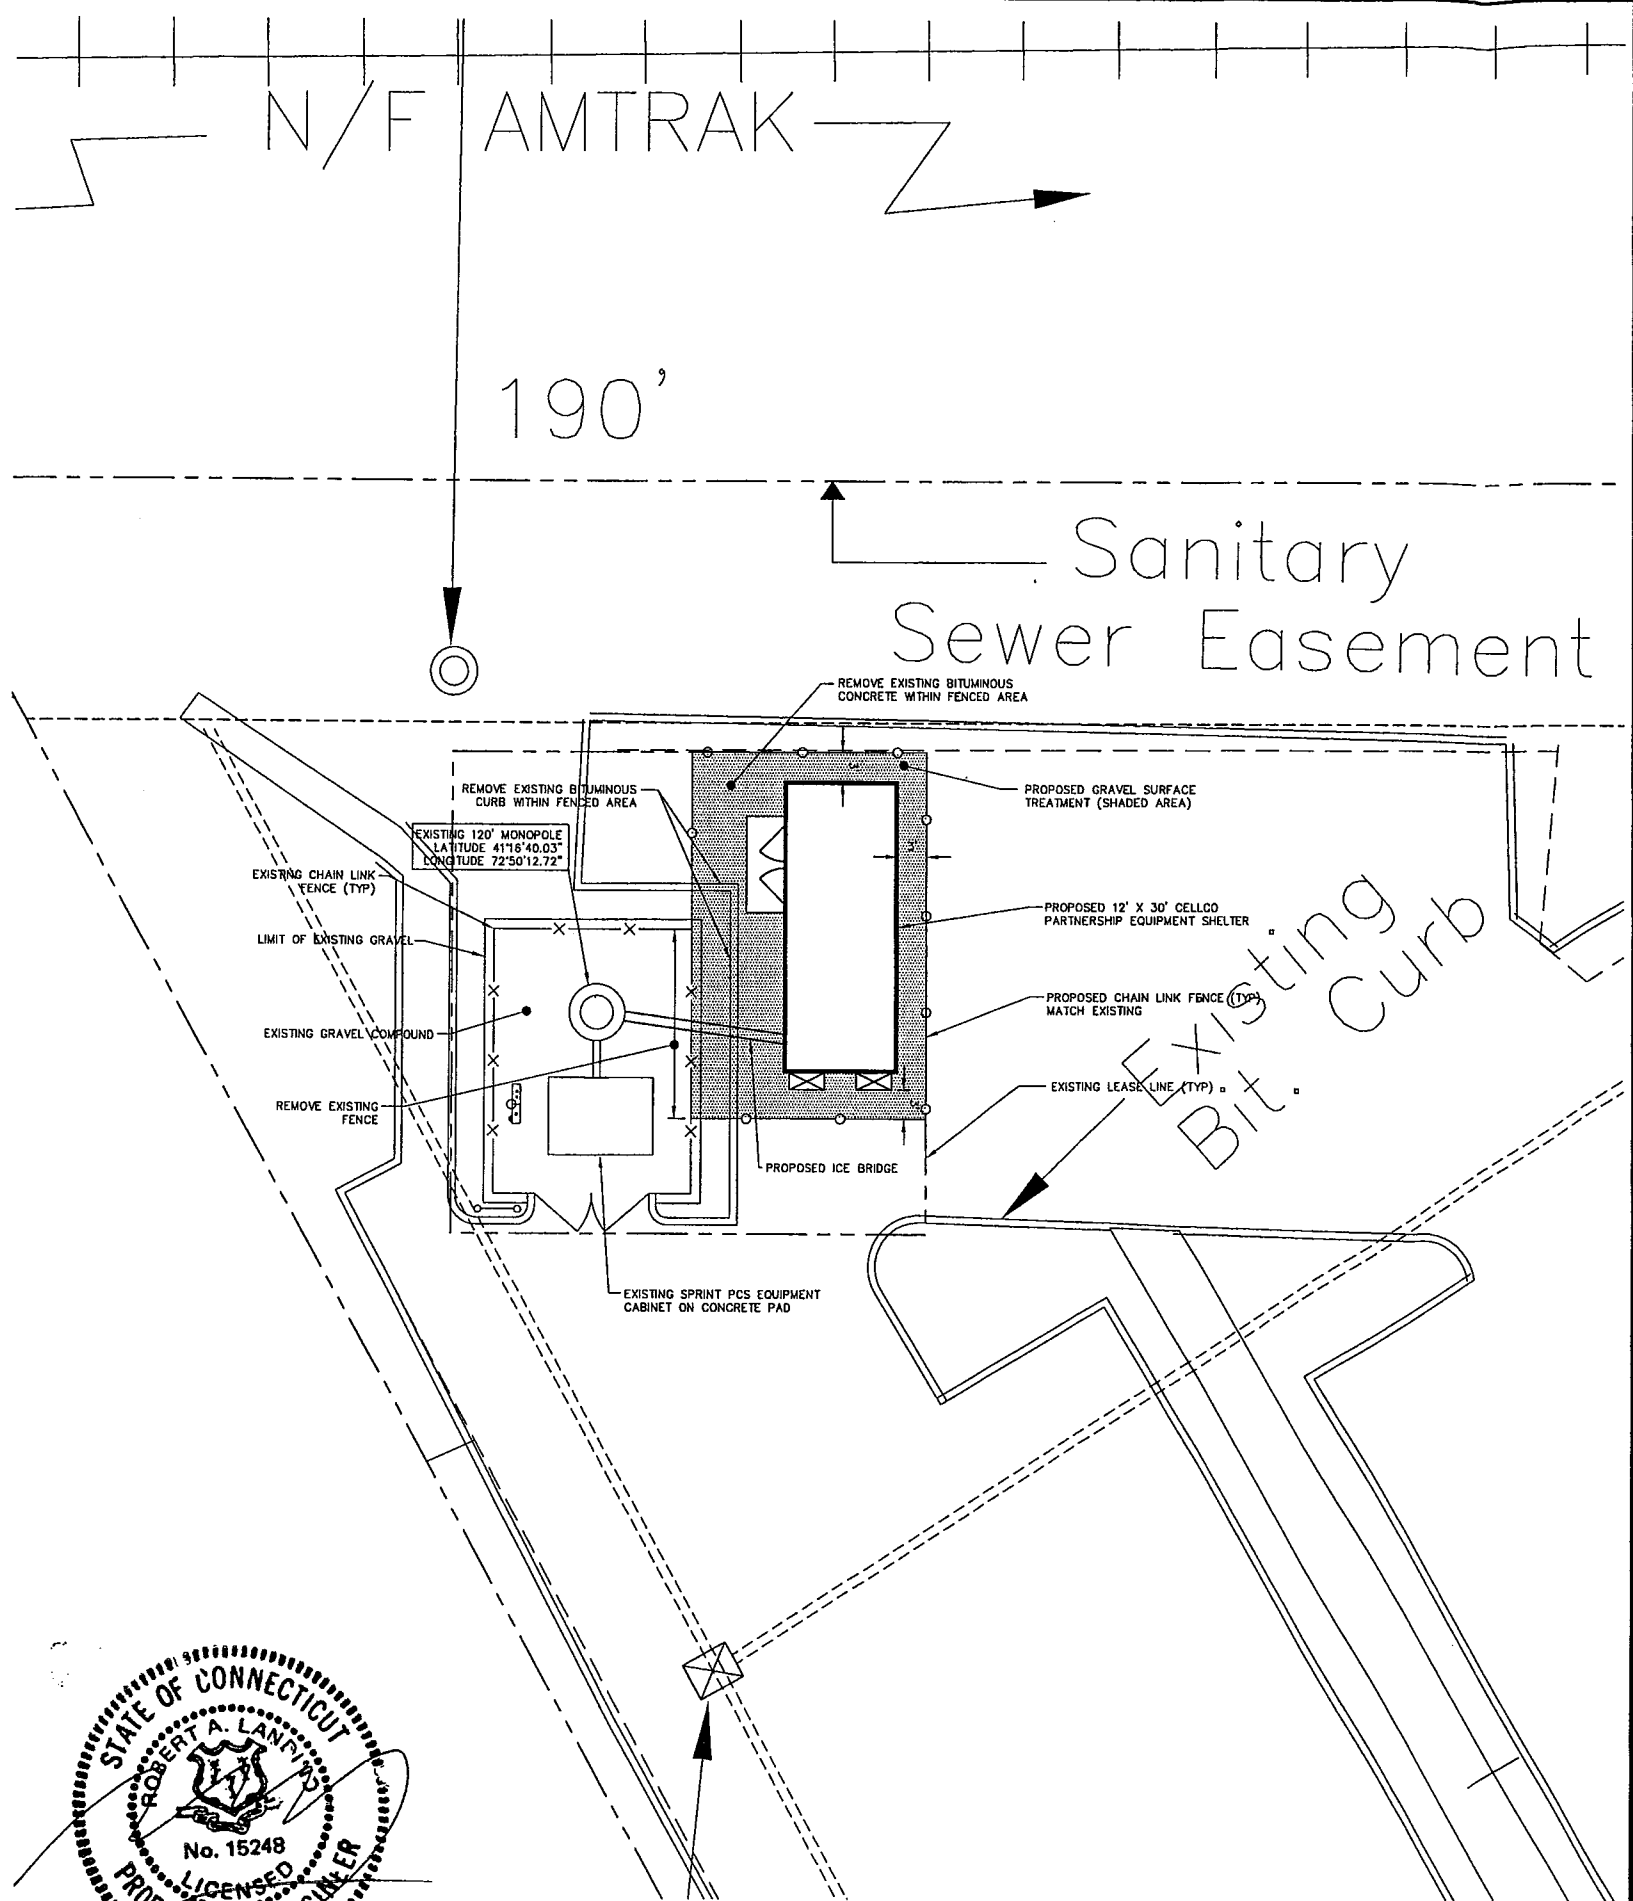 N/F AMTRAK
190'
Sanitary
Sewer Easement
REMOVE EXISTING BITUMINOUS
CONCRETE WITHIN FENCED AREA
REMOVE EXISTING BITUMINOUS
CURB WITHIN FENCED AREA
3'
PROPOSED GRAVEL SURFACE
TREATMENT (SHADED AREA)
EXISTING 120' MONOPOLE
LATITUDE 41°16'40.03"
LONGITUDE 72°50'12.72"
EXISTING CHAIN LINK
FENCE (TYP)
3'
LIMIT OF EXISTING GRAVEL
PROPOSED 12' X 30' CELLCO
PARTNERSHIP EQUIPMENT SHELTER
Existing
Bit. Curb
EXISTING GRAVEL COMPOUND
PROPOSED CHAIN LINK FENCE (TYP)
MATCH EXISTING
REMOVE EXISTING
FENCE
3'
EXISTING LEASE LINE (TYP)
PROPOSED ICE BRIDGE
EXISTING SPRINT PCS EQUIPMENT
CABINET ON CONCRETE PAD
STATE OF CONNECTICUT
ROBERT A.
No. 15248
LICENSED